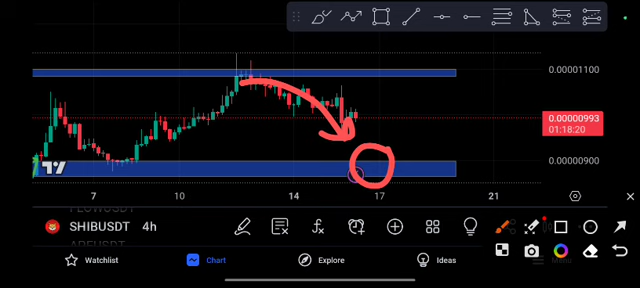 0.00001100
0.00000993
01:18:20
0.00000900
7 10 14 17 21
SHIBUSDT 4h
Watchlist Chart Explore Ideas